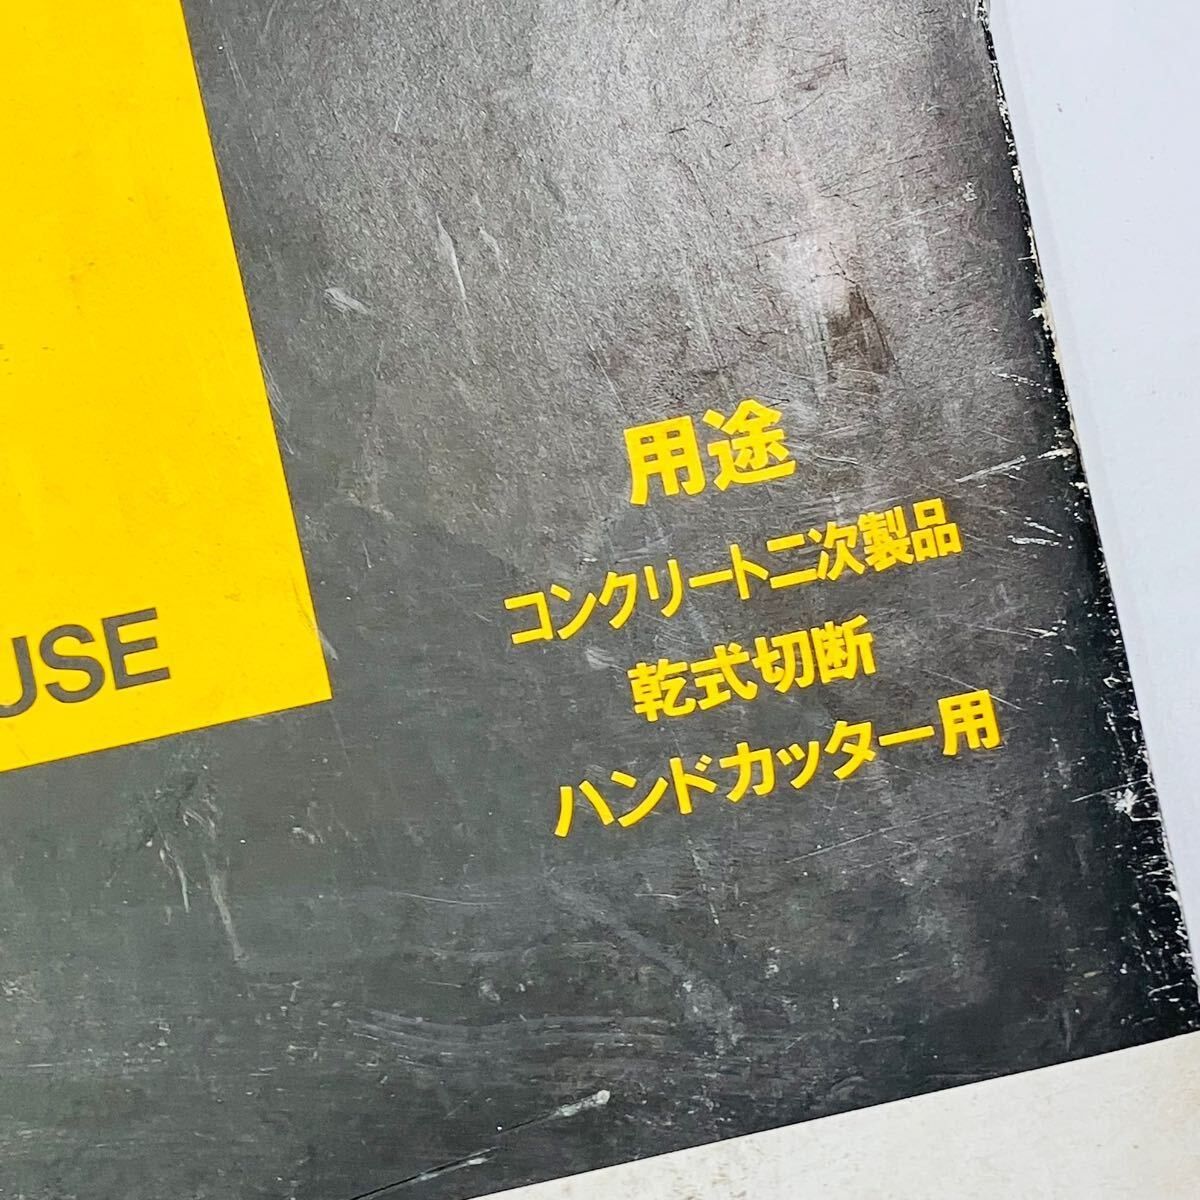 用途
コンクリート二次製品
乾式切断
ハンドカッター用
USE